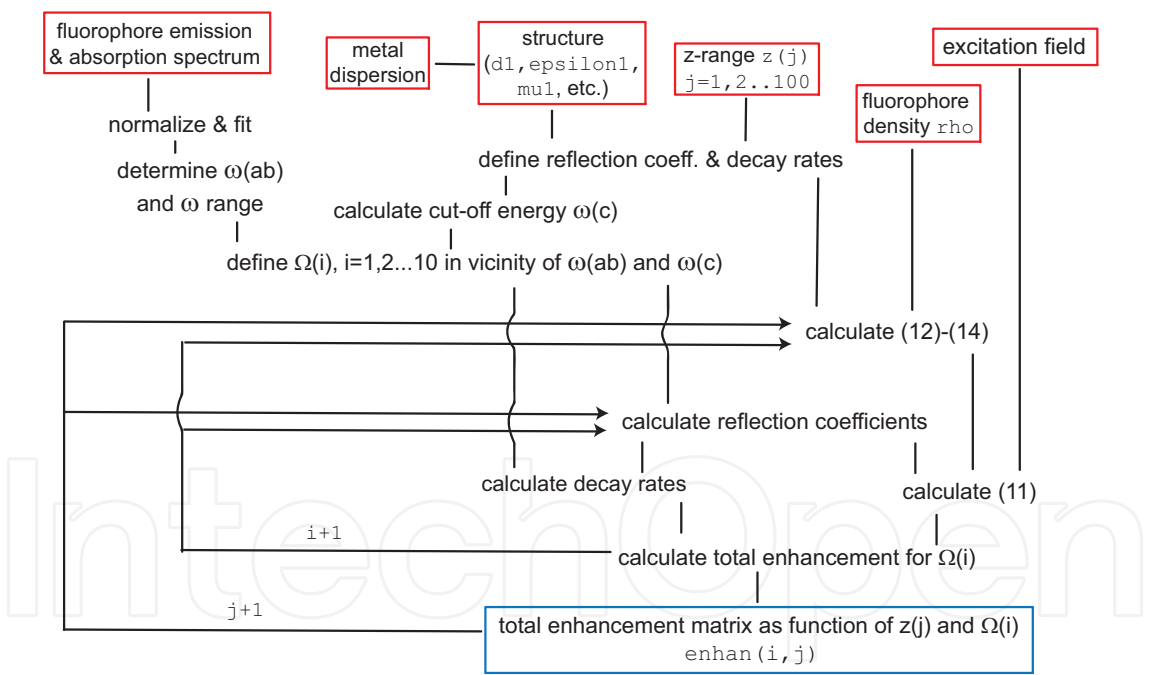 fluorophore emission
& absorption spectrum
metal
dispersion
structure
(d1,epsilon1,
mu1, etc.)
z-range z(j)
j=1,2..100
excitation field
fluorophore
density rho
normalize & fit
determine ω(ab)
and ω range
define reflection coeff. & decay rates
calculate cut-off energy ω(c)
define Ω(i), i=1,2...10 in vicinity of ω(ab) and ω(c)
calculate (12)-(14)
calculate reflection coefficients
calculate decay rates
calculate (11)
i+1
calculate total enhancement for Ω(i)
j+1
total enhancement matrix as function of z(j) and Ω(i)
enhan(i,j)
IntechOpen